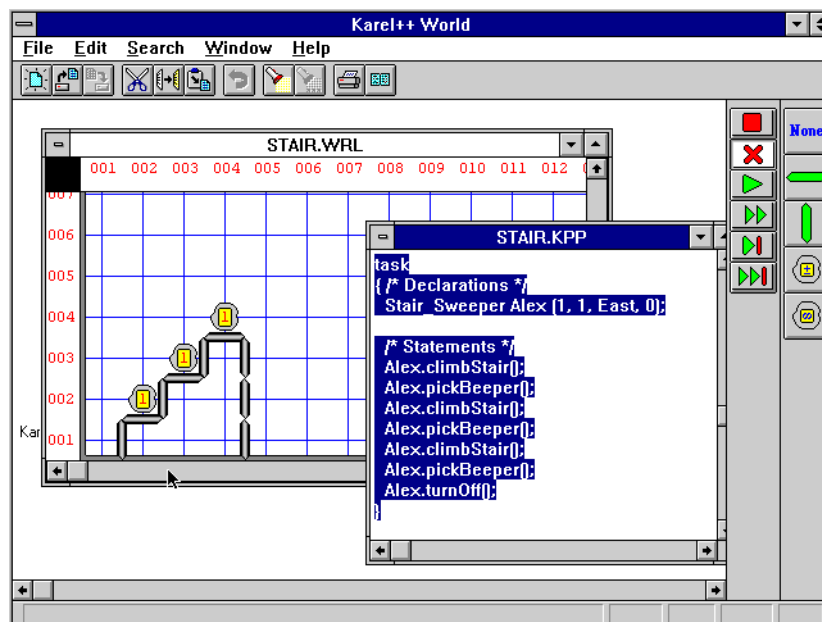 Karel++ World
File Edit Search Window Help
STAIR.WRL
001 002 003 004 005 006 007 008 009 010 011 012
007
006
005
004
003
002
001
1
1
1
Kar
STAIR.KPP
task
{ /* Declarations */
Stair_Sweeper Alex (1, 1, East, 0);
/* Statements */
Alex.climbStair();
Alex.pickBeeper();
Alex.climbStair();
Alex.pickBeeper();
Alex.climbStair();
Alex.pickBeeper();
Alex.turnOff();
}
None